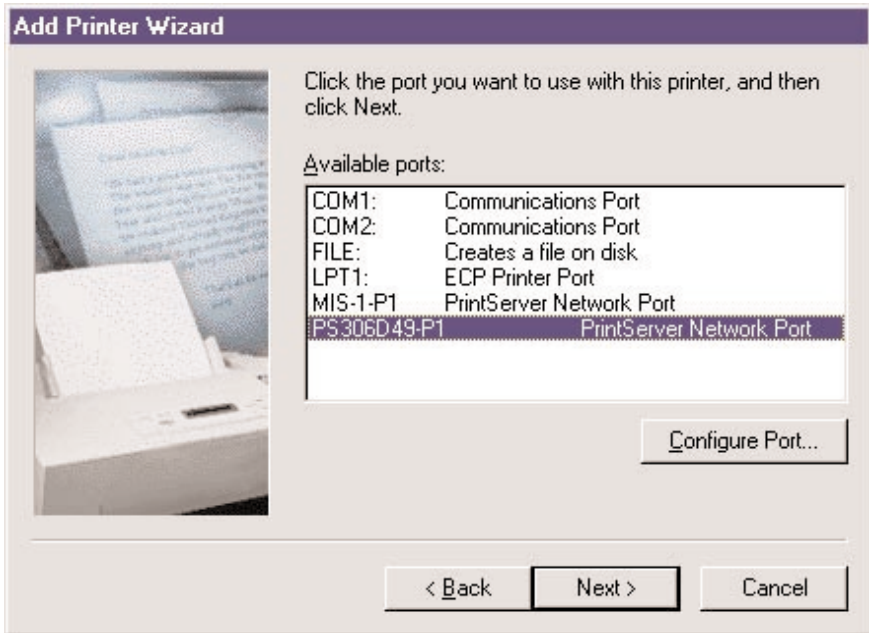 Add Printer Wizard
Click the port you want to use with this printer, and then
click Next.
Available ports:
COM1: Communications Port
COM2: Communications Port
FILE: Creates a file on disk
LPT1: ECP Printer Port
MIS-1-P1 PrintServer Network Port
PS306D49-P1 PrintServer Network Port
Configure Port...
< Back Next > Cancel